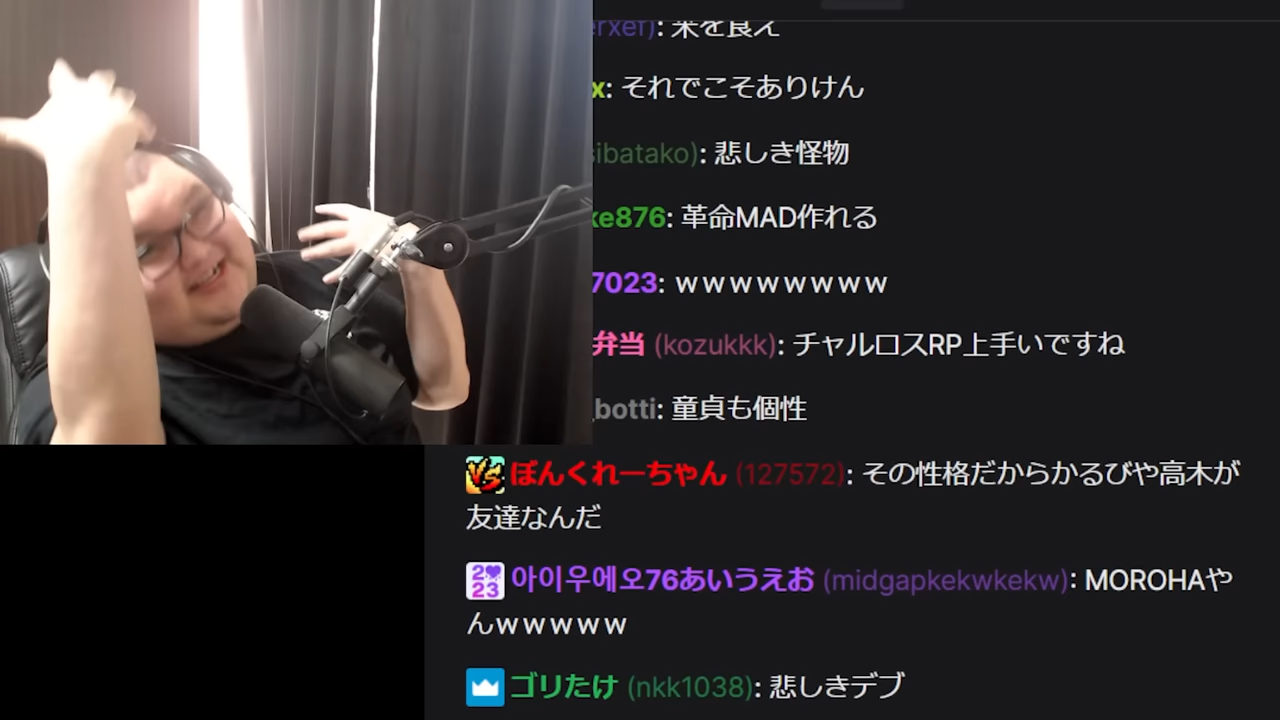 erxef): 米を食え
x: それでこそありけん
sibatako): 悲しき怪物
ke876: 革命MAD作れる
7023: ｗｗｗｗｗｗｗｗ
弁当 (kozukkk): チャルロスRP上手いですね
_botti: 童貞も個性
VS ぼんくれーちゃん (127572): その性格だからかるびや高木が
友達なんだ
2023 아이우에오76あいうえお (midgapkekwkekw): MOROHAや
んｗｗｗｗｗ
ゴリたけ (nkk1038): 悲しきデブ